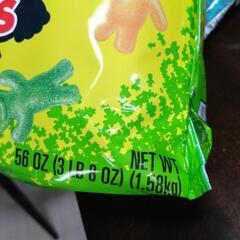 S
56 OZ (3 LB 8 OZ) NET WT
(1.58kg)